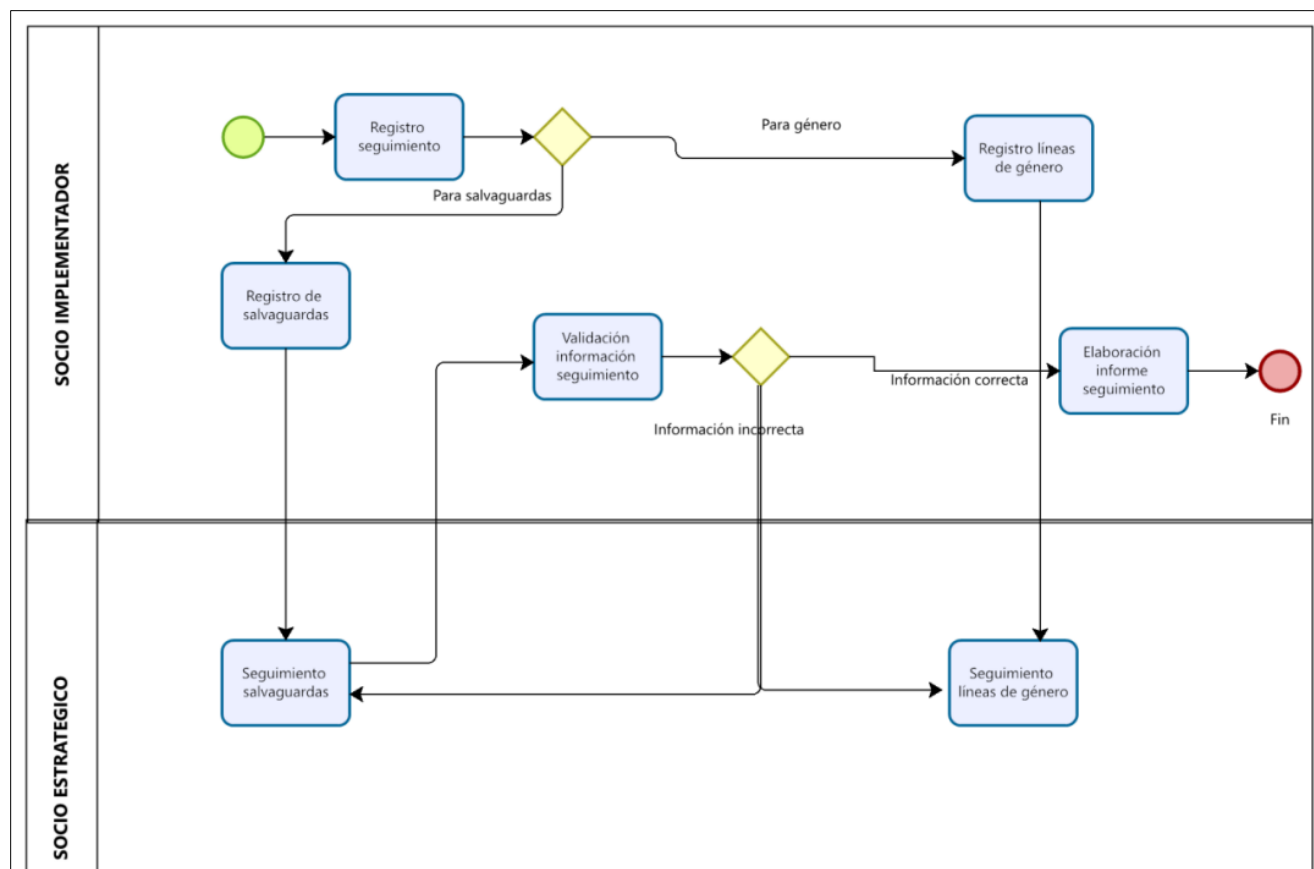 SOCIO IMPLEMENTADOR
Registro
seguimiento
Para género
Registro líneas
de género
Para salvaguardas
Registro de
salvaguardas
Validación
información
seguimiento
Información correcta
Elaboración
informe
seguimiento
Fin
Información incorrecta
SOCIO ESTRATEGICO
Seguimiento
salvaguardas
Seguimiento
líneas de género